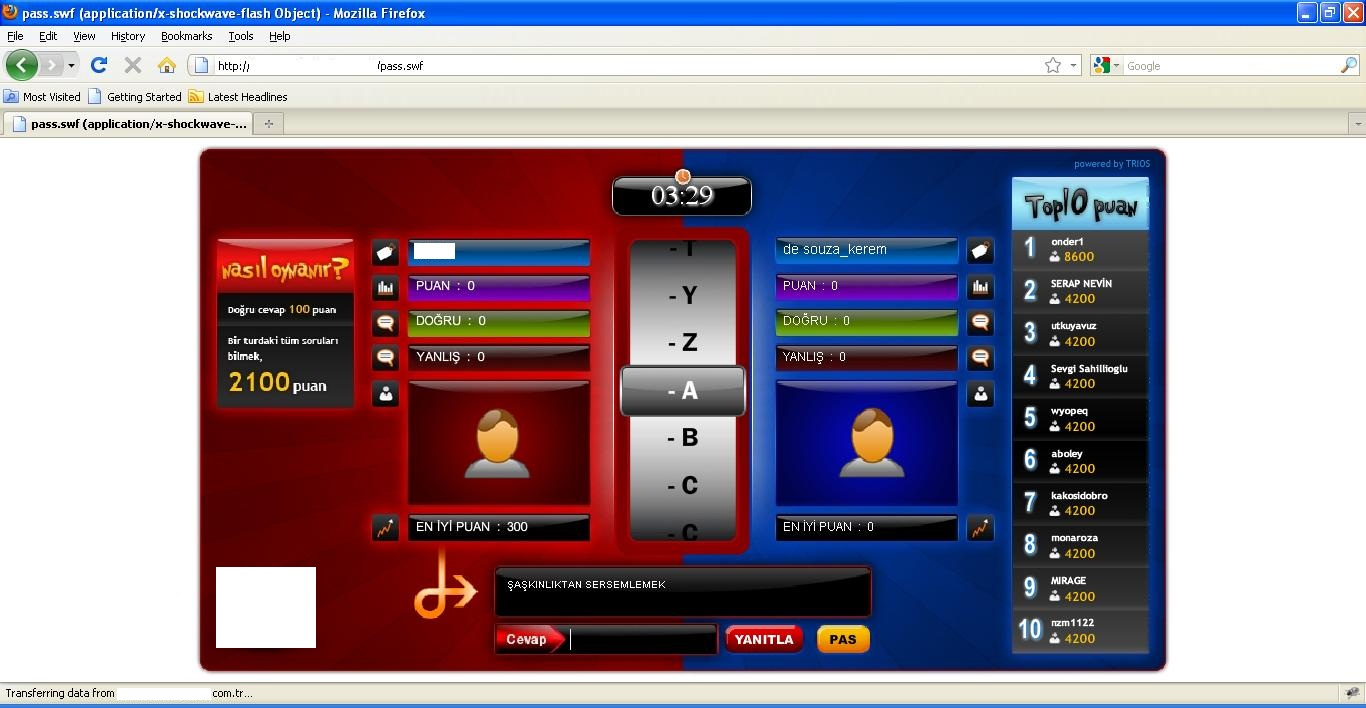 pass.swf (application/x-shockwave-flash Object) - Mozilla Firefox
File Edit View History Bookmarks Tools Help
http:/ /pass.swf
Google
Most Visited Getting Started Latest Headlines
pass.swf (application/x-shockwave-...
powered by TRIOS
03:29
Nasıl oynanır?
Doğru cevap 100 puan
Bir turdaki tüm soruları
bilmek,
2100 puan
PUAN : 0
DOĞRU : 0
YANLIŞ : 0
EN İYİ PUAN : 300
- T
- Y
- Z
- A
- B
- C
- C
de souza_kerem
PUAN : 0
DOĞRU : 0
YANLIŞ : 0
EN İYİ PUAN : 0
ŞAŞKINLIKTAN SERSEMLEMEK
Cevap YANITLA PAS
Top10 puan
1 onder1
8600
2 SERAP NEVİN
4200
3 utkuyavuz
4200
4 Sevgi Sahillioglu
4200
5 wyopeq
4200
6 aboley
4200
7 kakosidobro
4200
8 monaroza
4200
9 MIRAGE
4200
10 nzm1122
4200
Transferring data from com.tr...